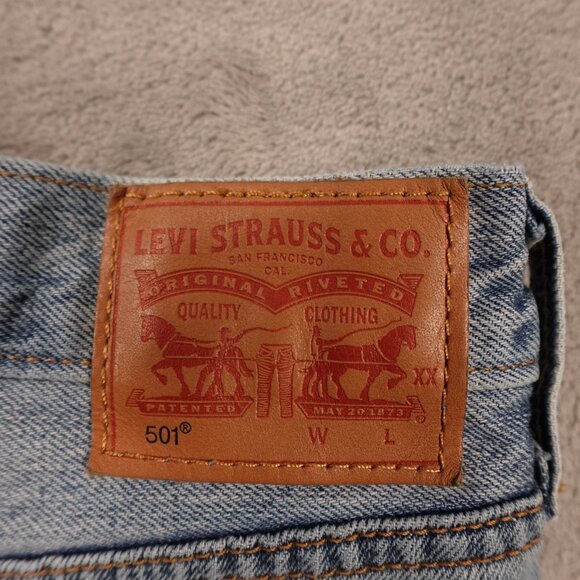 LEVI STRAUSS & CO.
SAN FRANCISCO
CAL.
ORIGINAL RIVETED
QUALITY CLOTHING
XX
PATENTED MAY 20 1873
501® W L ®